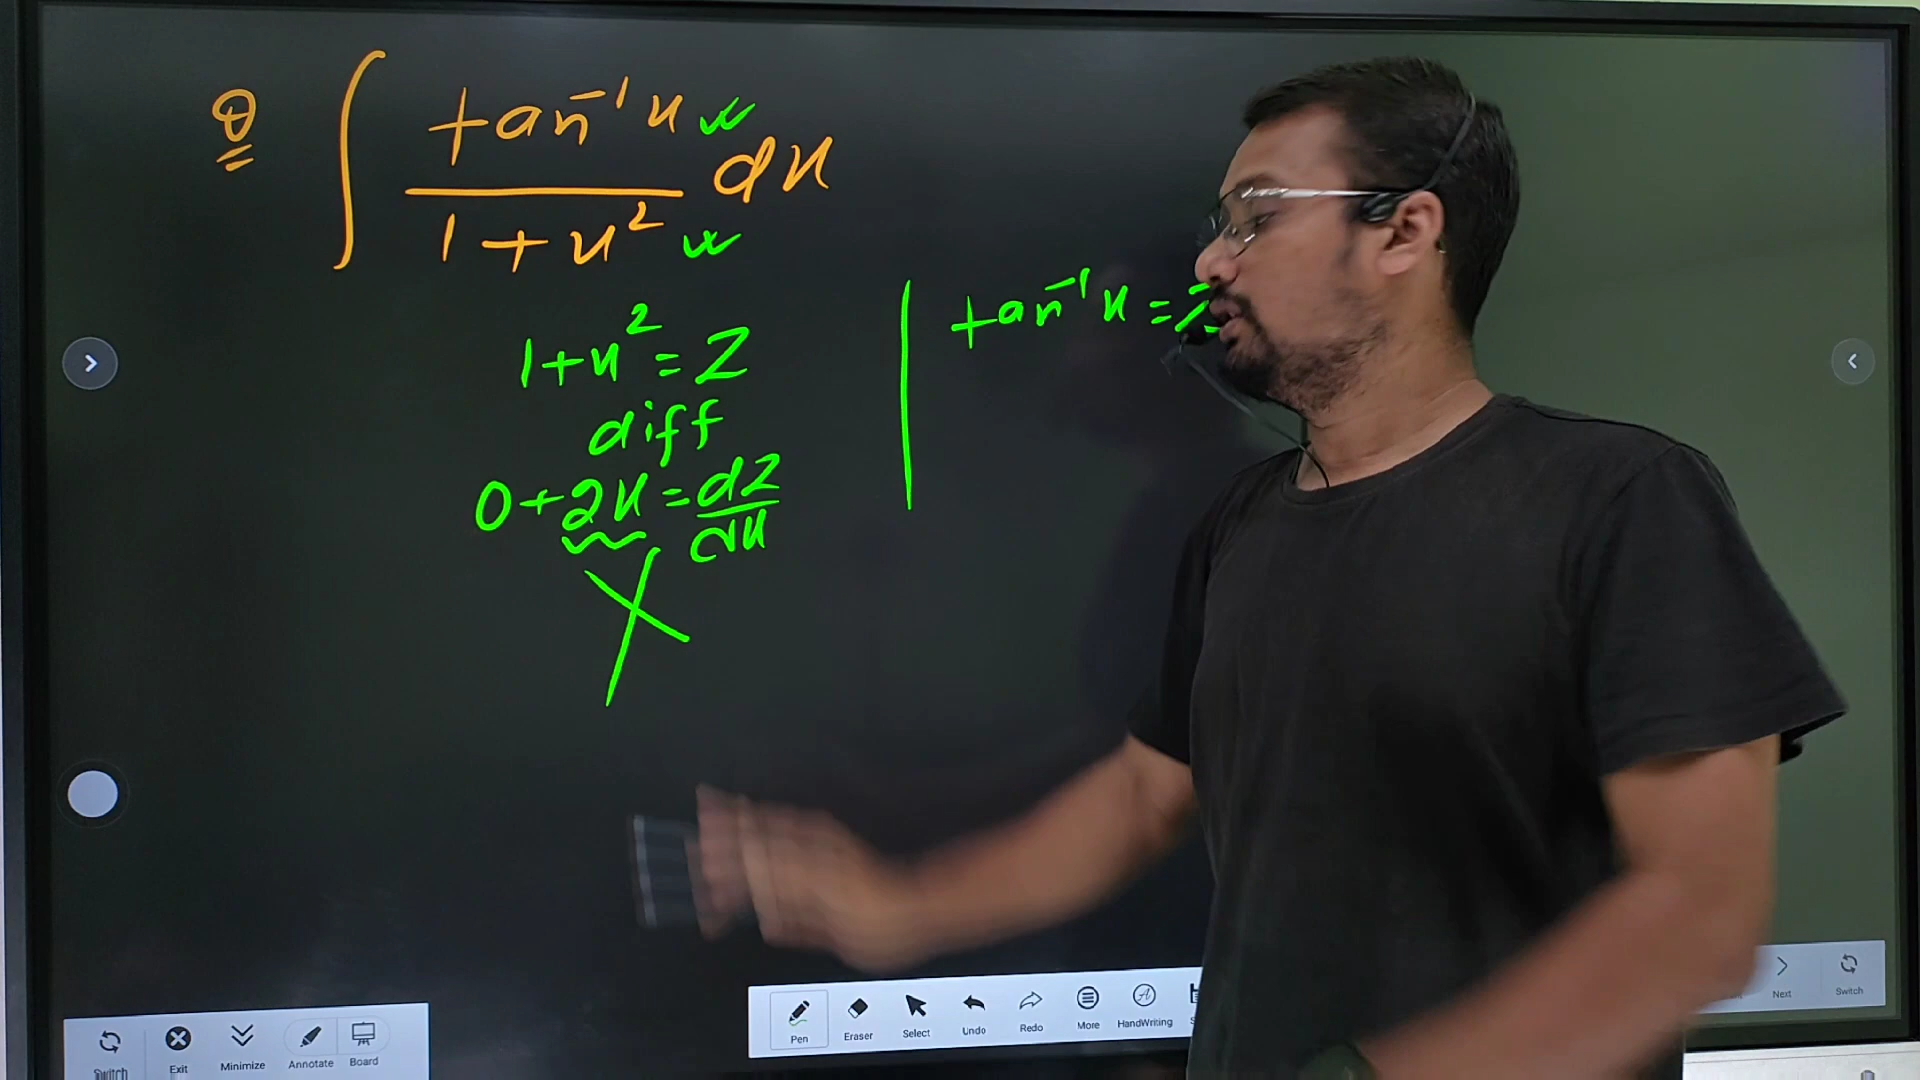 Q ∫ tan⁻¹x / 1+x² dx
1+x² = z
diff
0+2x = dz/dx
tan⁻¹x = z
Switch
Exit
Minimize
Annotate
Board
Pen
Eraser
Select
Undo
Redo
More
HandWriting
Next
Switch